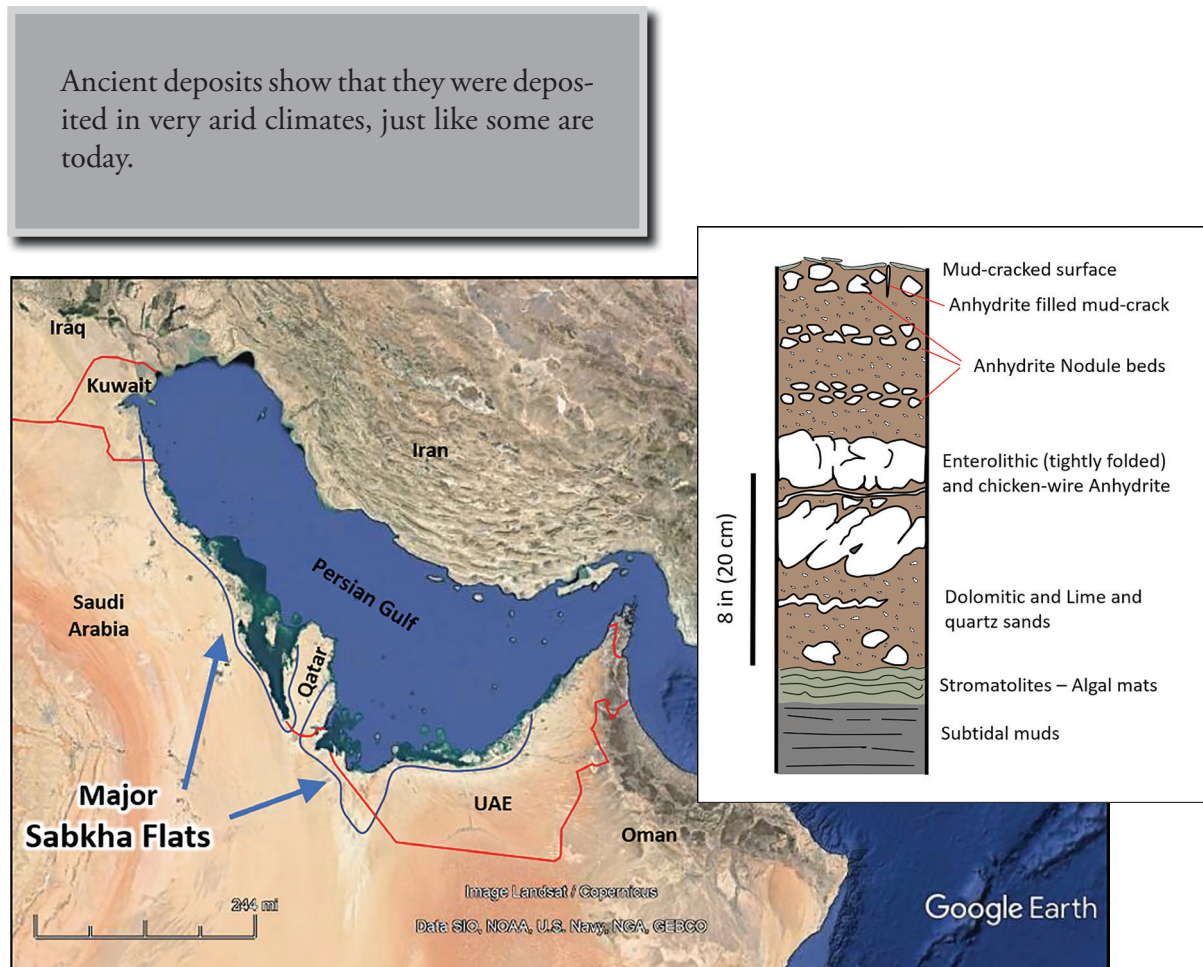 Ancient deposits show that they were depos-
ited in very arid climates, just like some are
today.
Mud-cracked surface
Anhydrite filled mud-crack
Anhydrite Nodule beds
Enterolithic (tightly folded)
and chicken-wire Anhydrite
8 in (20 cm)
Dolomitic and Lime and
quartz sands
Stromatolites – Algal mats
Subtidal muds
Iraq
Kuwait
Iran
Persian Gulf
Saudi
Arabia
Qatar
Major
Sabkha Flats
UAE
Oman
244 mi
Image Landsat / Copernicus
Data SIO, NOAA, U.S. Navy, NGA, GEBCO
Google Earth